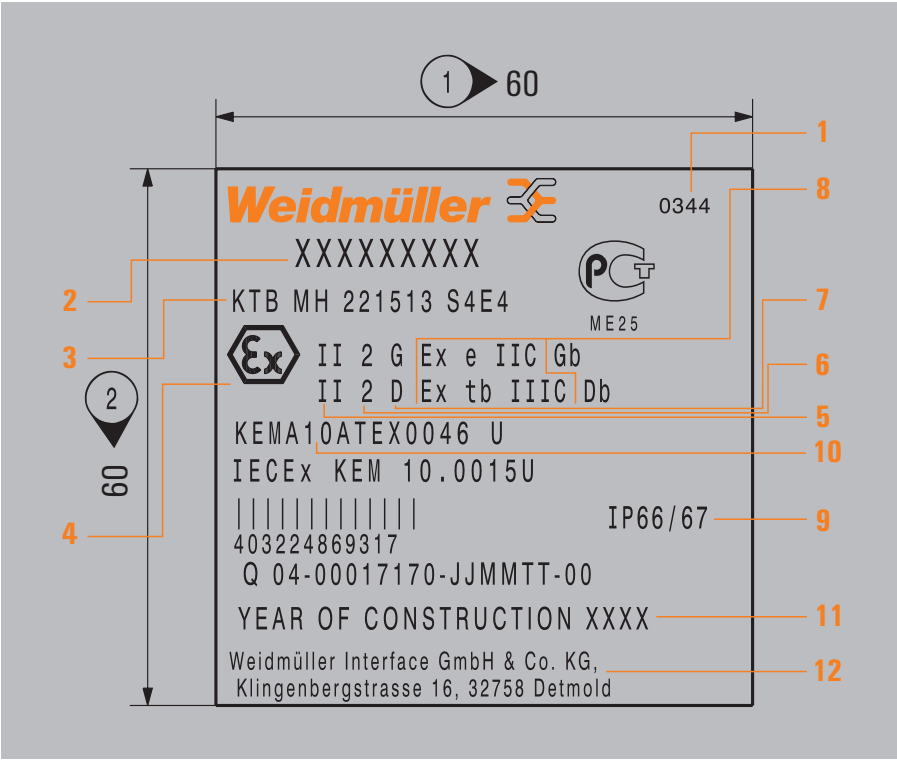 1 60
1
Weidmüller
0344
8
XXXXXXXXX
2
PCT
KTB MH 221513 S4E4
7
3
ME25
Ex II 2 G Ex e IIC Gb
6
II 2 D Ex tb IIIC Db
2
5
KEMA10ATEX0046 U
10
IECEx KEM 10.0015U
60
IP66/67
9
4
403224869317
Q 04-00017170-JJMMTT-00
YEAR OF CONSTRUCTION XXXX
11
Weidmüller Interface GmbH & Co. KG,
12
Klingenbergstrasse 16, 32758 Detmold